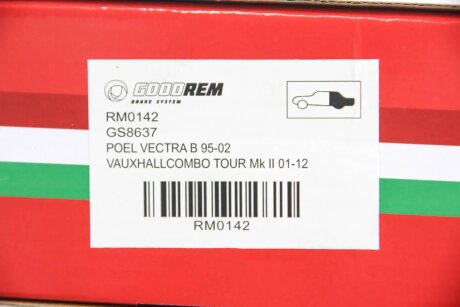 GOODREM
BRAKE SYSTEM
RM0142
GS8637
POEL VECTRA B 95-02
VAUXHALLCOMBO TOUR Mk II 01-12
RM0142